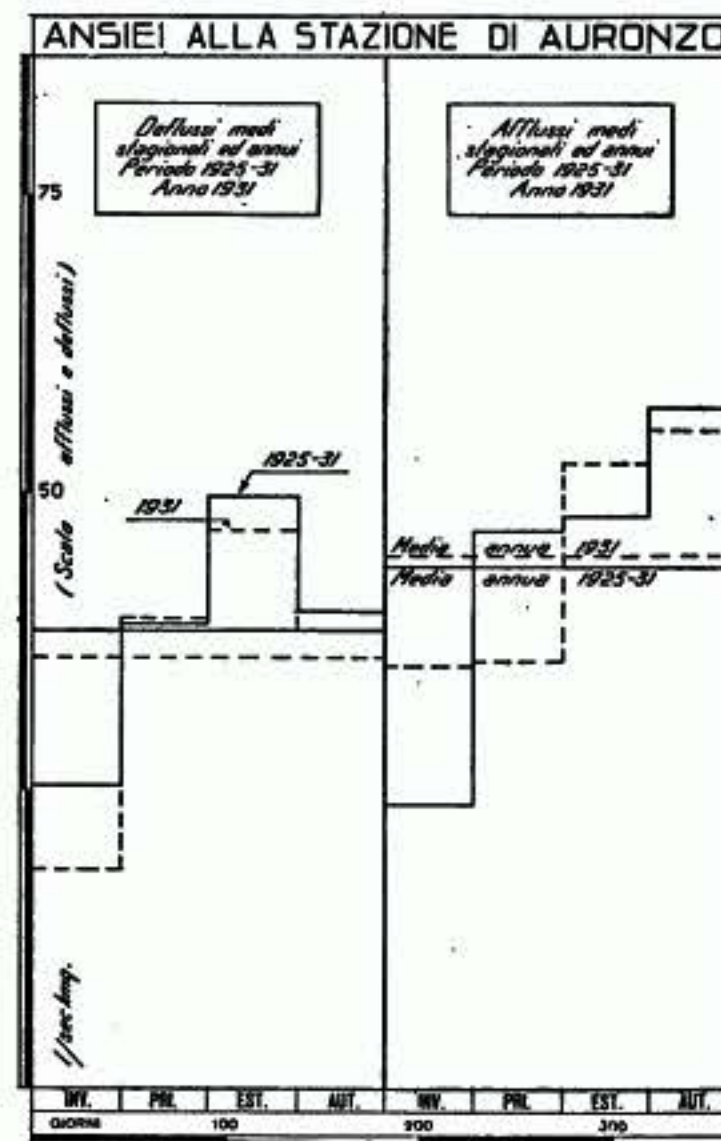 ANSIEI ALLA STAZIONE DI AURONZO
Deflussi medi
stagionali ed annui
Periodo 1925-31
Anno 1931
Afflussi medi
stagionali ed annui
Periodo 1925-31
Anno 1931
75
(Scala afflussi e deflussi)
50
1925-31
1931
Media annua 1931
Media annua 1925-31
l/sec kmq.
INV. PRI. EST. AUT. INV. PRI. EST. AUT.
GIORNI 100 200 300